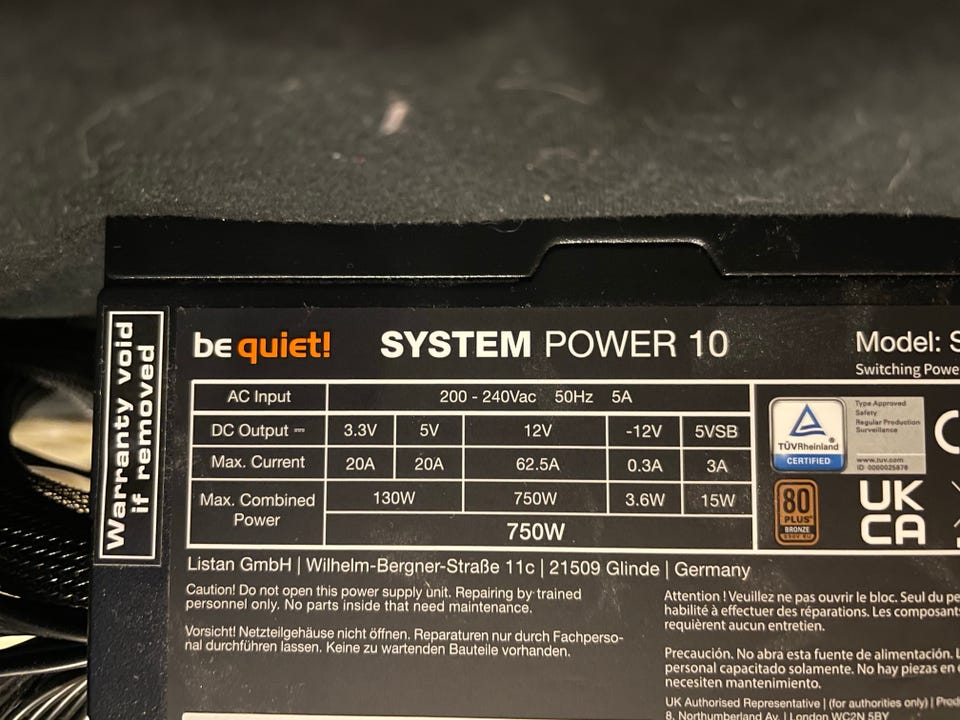 Warranty void
if removed
be quiet! SYSTEM POWER 10
Model: S
Switching Powe
AC Input 200 - 240Vac 50Hz 5A
DC Output 3.3V 5V 12V -12V 5VSB
Max. Current 20A 20A 62.5A 0.3A 3A
Max. Combined Power 130W 750W 3.6W 15W
750W
Type Approved
Safety
Regular Production
Surveillance
TÜVRheinland®
CERTIFIED
www.tuv.com
ID 0000025878
80
PLUS®
BRONZE
230V EU
UK
CA
Listan GmbH | Wilhelm-Bergner-Straße 11c | 21509 Glinde | Germany
Caution! Do not open this power supply unit. Repairing by trained
personnel only. No parts inside that need maintenance.
Vorsicht! Netzteilgehäuse nicht öffnen. Reparaturen nur durch Fachperso-
nal durchführen lassen. Keine zu wartenden Bauteile vorhanden.
Attention ! Veuillez ne pas ouvrir le bloc. Seul du pe
habilité à effectuer des réparations. Les composant
requièrent aucun entretien.
Precaución. No abra esta fuente de alimentación. L
personal capacitado solamente. No hay piezas en
necesiten mantenimiento.
UK Authorised Representative | (for authorities only) | Prod
8, Northumberland Av. | London WC2N 5BY